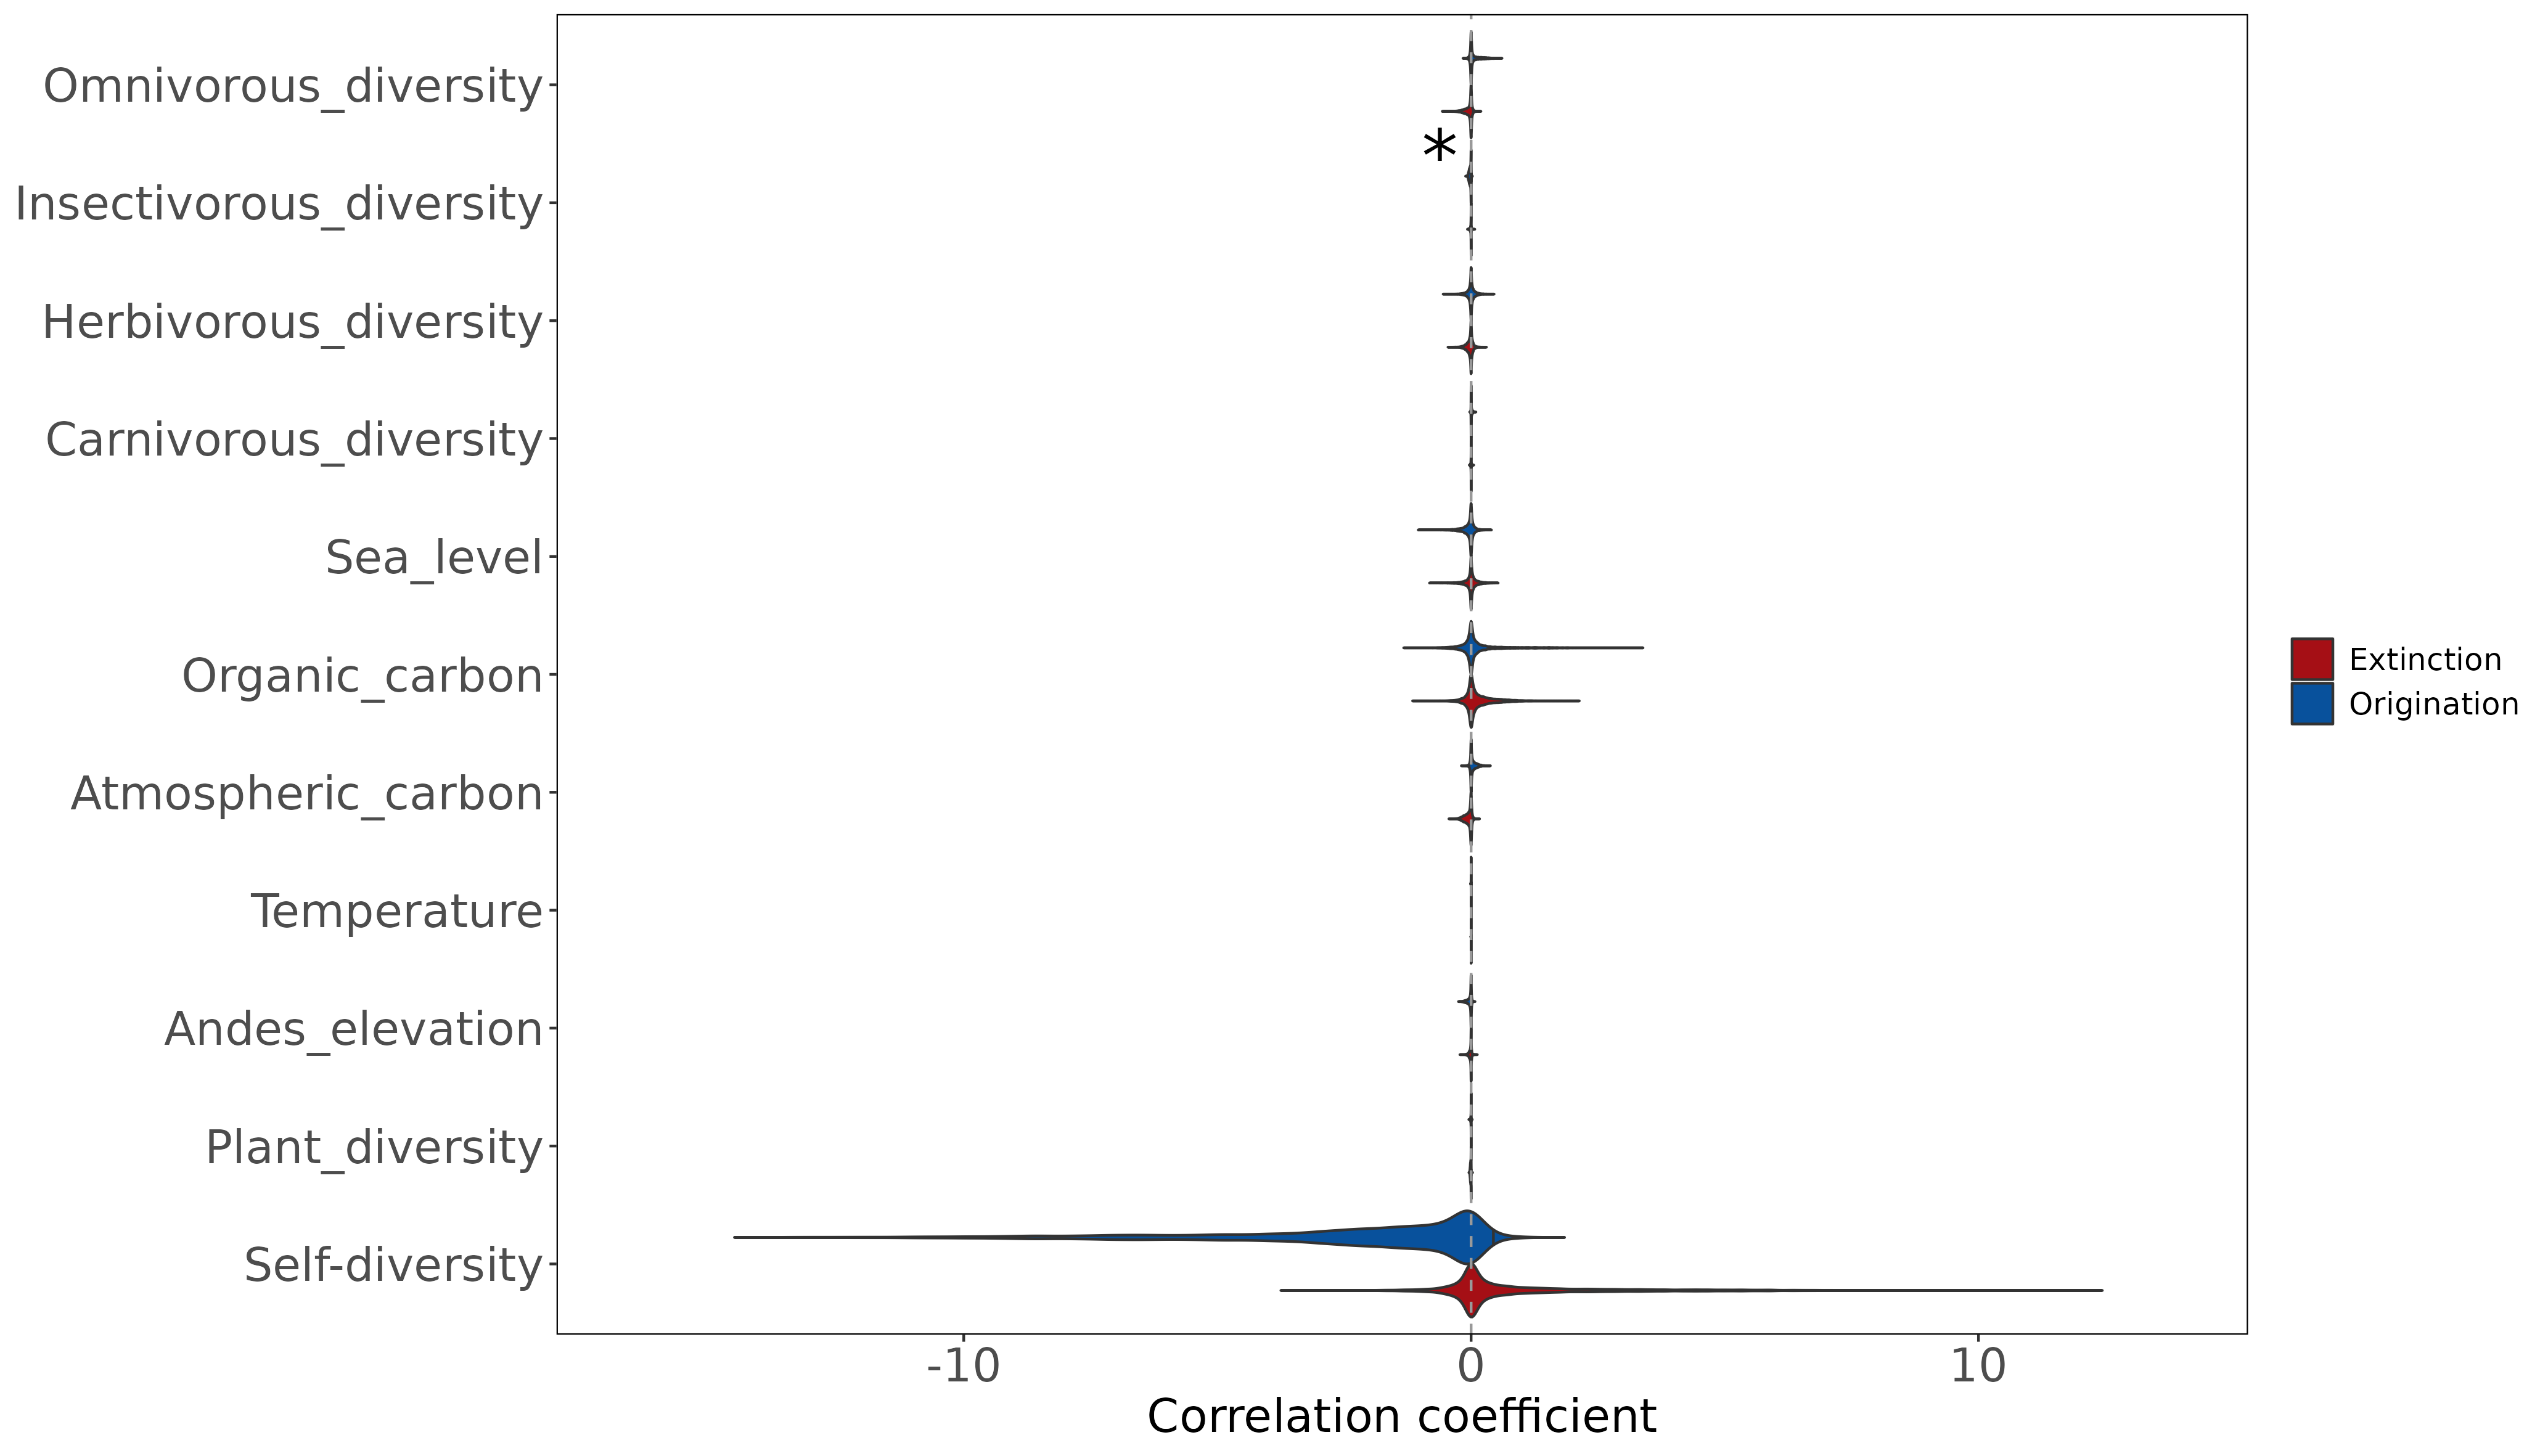 Omnivorous_diversity
*
Insectivorous_diversity
Herbivorous_diversity
Carnivorous_diversity
Sea_level
Organic_carbon
Atmospheric_carbon
Temperature
Andes_elevation
Plant_diversity
Self-diversity
-10 0 10
Correlation coefficient
Extinction
Origination